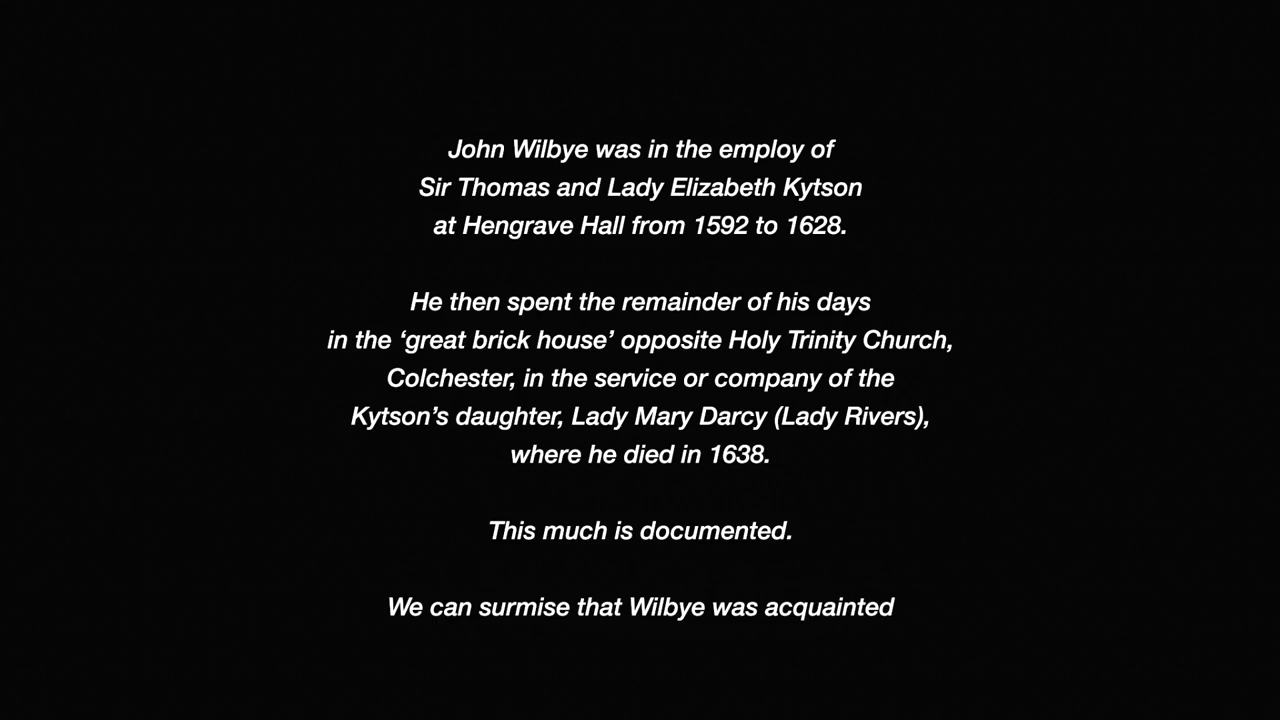 John Wilbye was in the employ of
Sir Thomas and Lady Elizabeth Kytson
at Hengrave Hall from 1592 to 1628.
He then spent the remainder of his days
in the ‘great brick house’ opposite Holy Trinity Church,
Colchester, in the service or company of the
Kytson’s daughter, Lady Mary Darcy (Lady Rivers),
where he died in 1638.
This much is documented.
We can surmise that Wilbye was acquainted